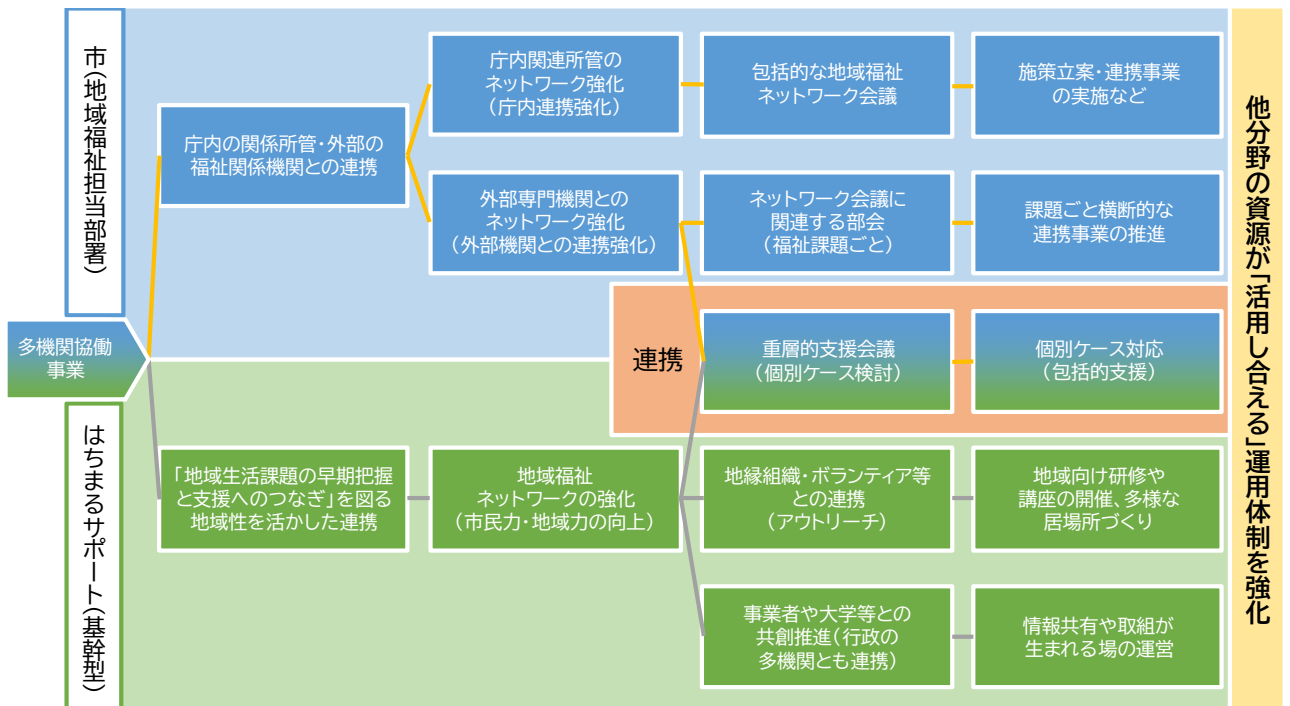 市(地域福祉担当部署)
多機関協働
事業
はちまるサポート(基幹型)
庁内の関係所管・外部の
福祉関係機関との連携
庁内関連所管の
ネットワーク強化
(庁内連携強化)
包括的な地域福祉
ネットワーク会議
施策立案・連携事業
の実施など
外部専門機関との
ネットワーク強化
(外部機関との連携強化)
ネットワーク会議に
関連する部会
(福祉課題ごと)
課題ごと横断的な
連携事業の推進
連携
重層的支援会議
(個別ケース検討)
個別ケース対応
(包括的支援)
「地域生活課題の早期把握
と支援へのつなぎ」を図る
地域性を活かした連携
地域福祉
ネットワークの強化
(市民力・地域力の向上)
地縁組織・ボランティア等
との連携
(アウトリーチ)
地域向け研修や
講座の開催、多様な
居場所づくり
事業者や大学等との
共創推進(行政の
多機関とも連携)
情報共有や取組が
生まれる場の運営
他分野の資源が「活用し合える」運用体制を強化